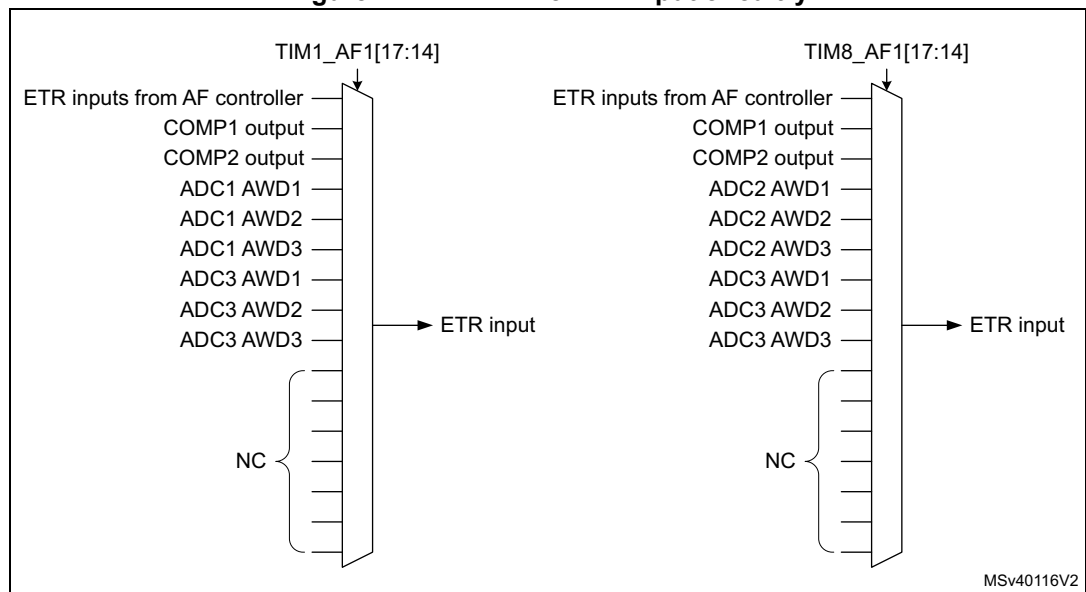 TIM1_AF1[17:14]
ETR inputs from AF controller
COMP1 output
COMP2 output
ADC1 AWD1
ADC1 AWD2
ADC1 AWD3
ADC3 AWD1
ADC3 AWD2
ADC3 AWD3
NC
ETR input
TIM8_AF1[17:14]
ETR inputs from AF controller
COMP1 output
COMP2 output
ADC2 AWD1
ADC2 AWD2
ADC2 AWD3
ADC3 AWD1
ADC3 AWD2
ADC3 AWD3
NC
ETR input
MSv40116V2